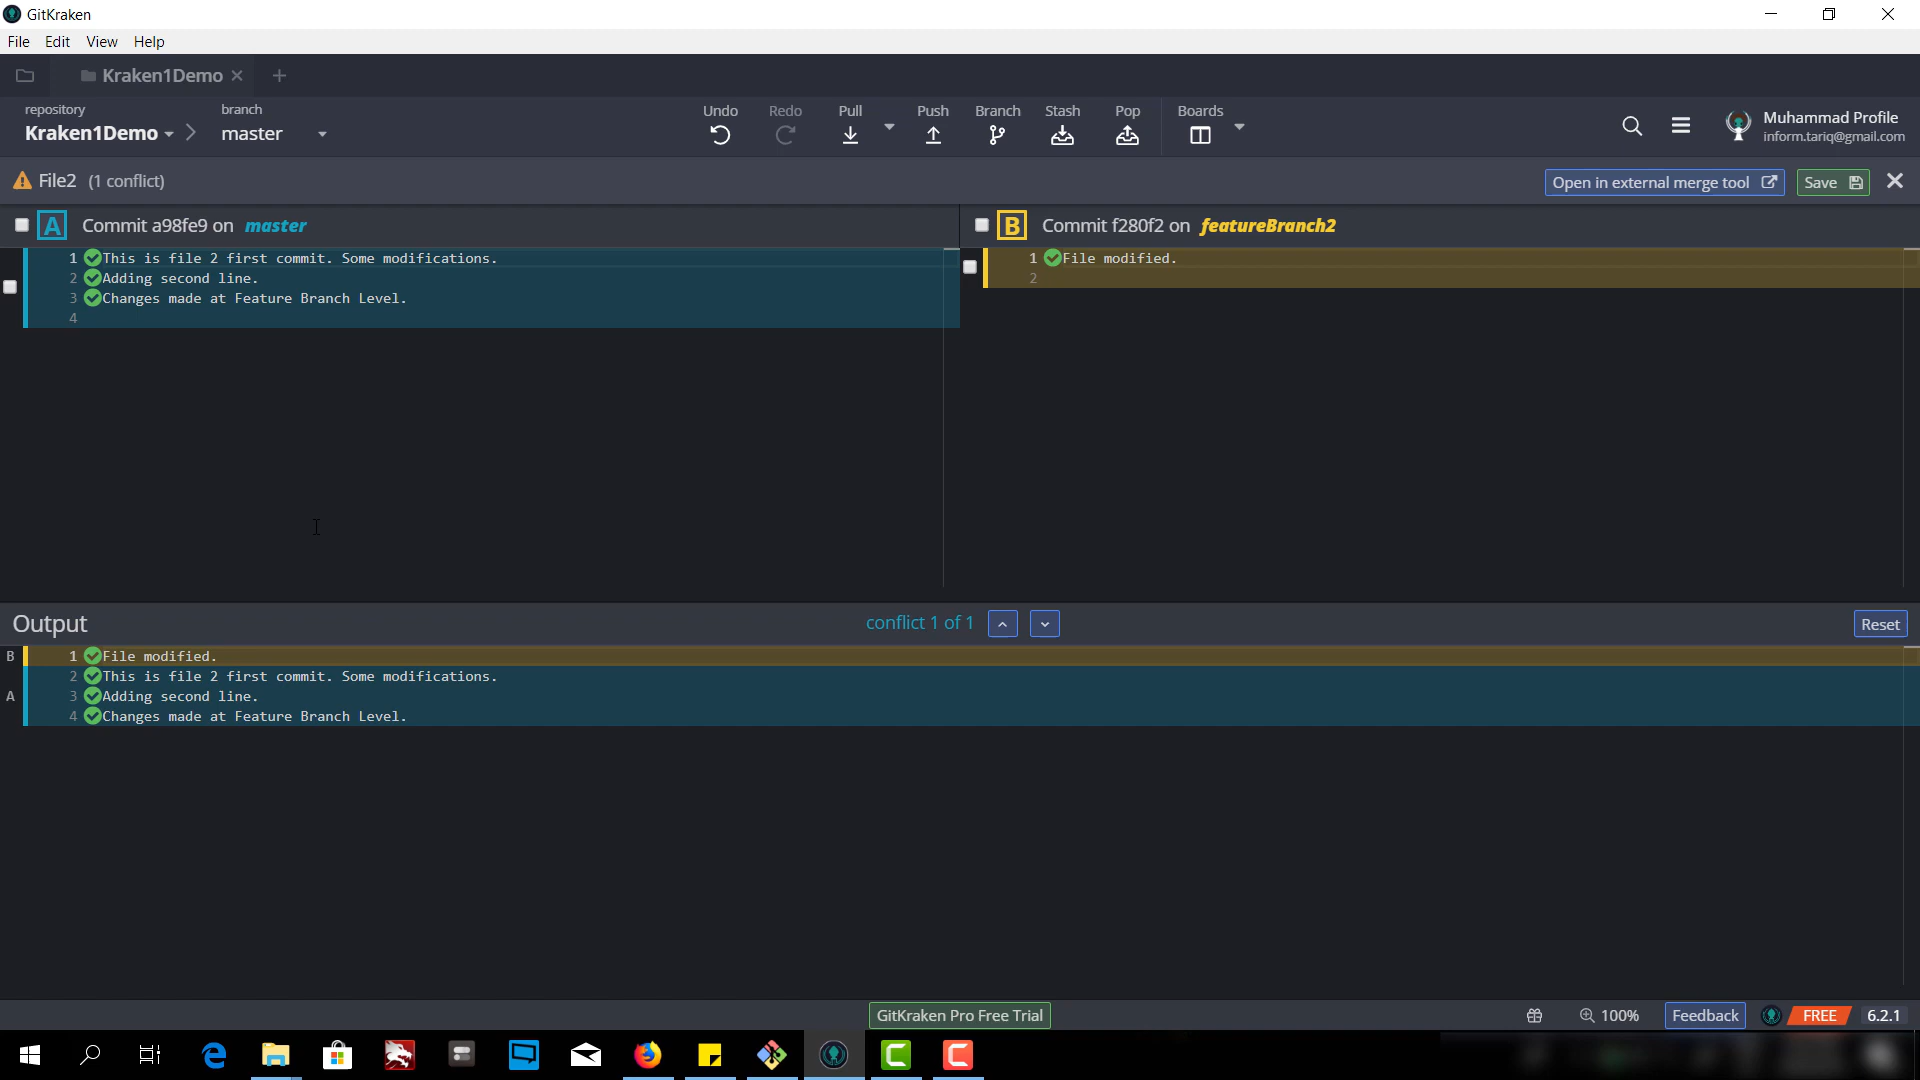 GitKraken
File Edit View Help
Kraken1Demo
repository branch Undo Redo Pull Push Branch Stash Pop Boards
Kraken1Demo master
Muhammad Profile
inform.tariq@gmail.com
File2 (1 conflict) Open in external merge tool Save
A Commit a98fe9 on master
1 This is file 2 first commit. Some modifications.
2 Adding second line.
3 Changes made at Feature Branch Level.
4
B Commit f280f2 on featureBranch2
1 File modified.
2
Output conflict 1 of 1 Reset
B 1 File modified.
2 This is file 2 first commit. Some modifications.
A 3 Adding second line.
4 Changes made at Feature Branch Level.
GitKraken Pro Free Trial 100% Feedback FREE 6.2.1